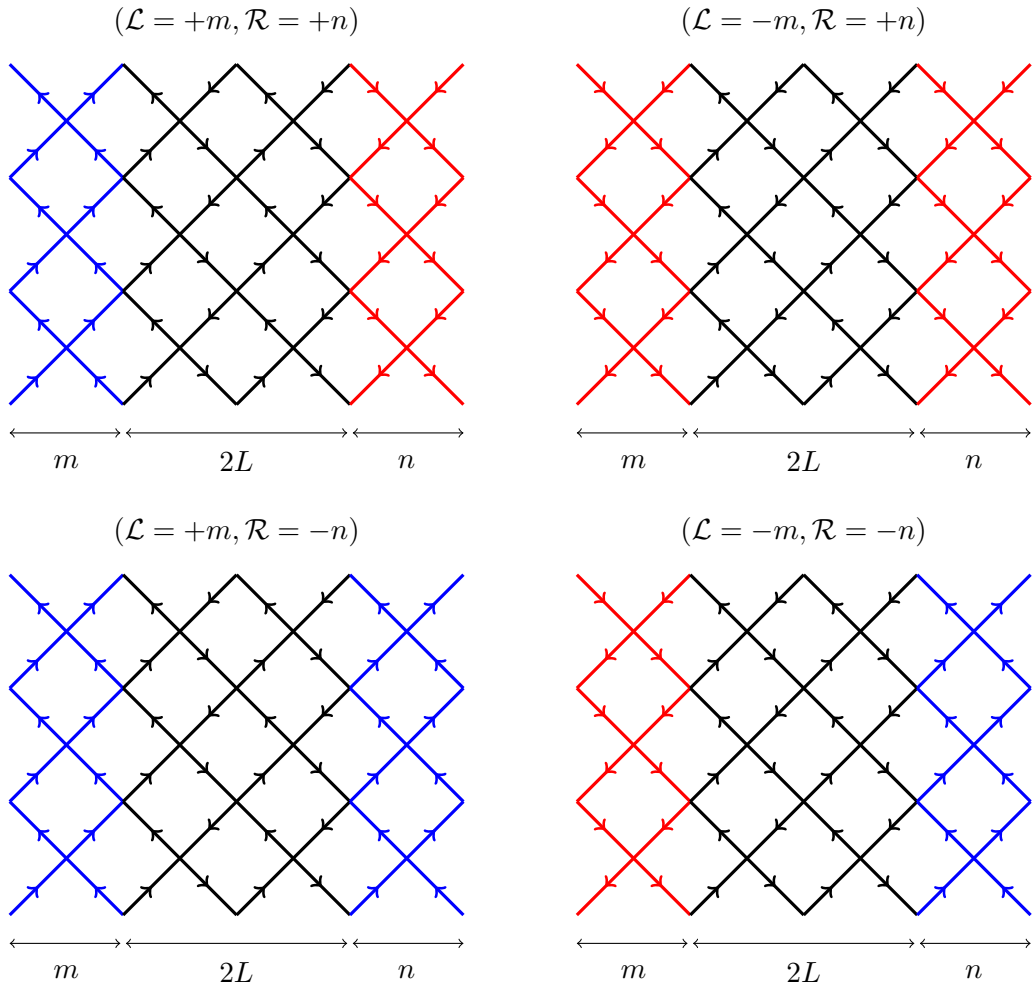 (ℒ = +m, ℛ = +n)
(ℒ = −m, ℛ = +n)
m
2L
n
m
2L
n
(ℒ = +m, ℛ = −n)
(ℒ = −m, ℛ = −n)
m
2L
n
m
2L
n